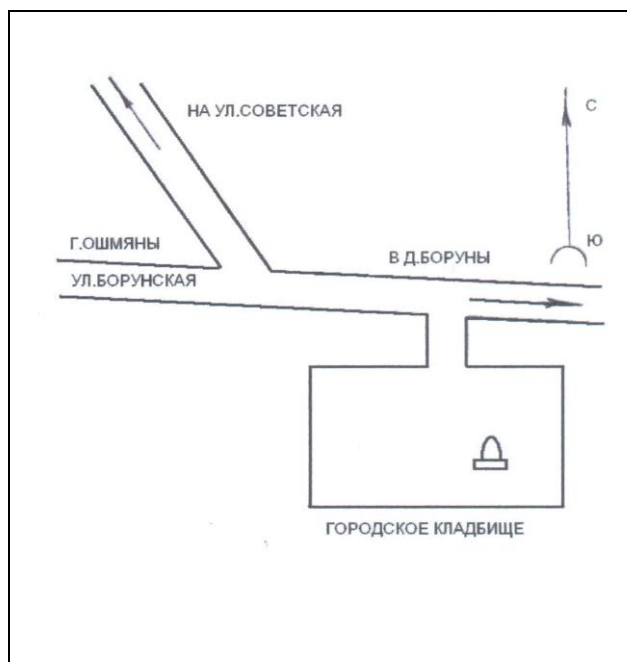 НА УЛ.СОВЕТСКАЯ
С
Г.ОШМЯНЫ
В Д.БОРУНЫ
Ю
УЛ.БОРУНСКАЯ
ГОРОДСКОЕ КЛАДБИЩЕ